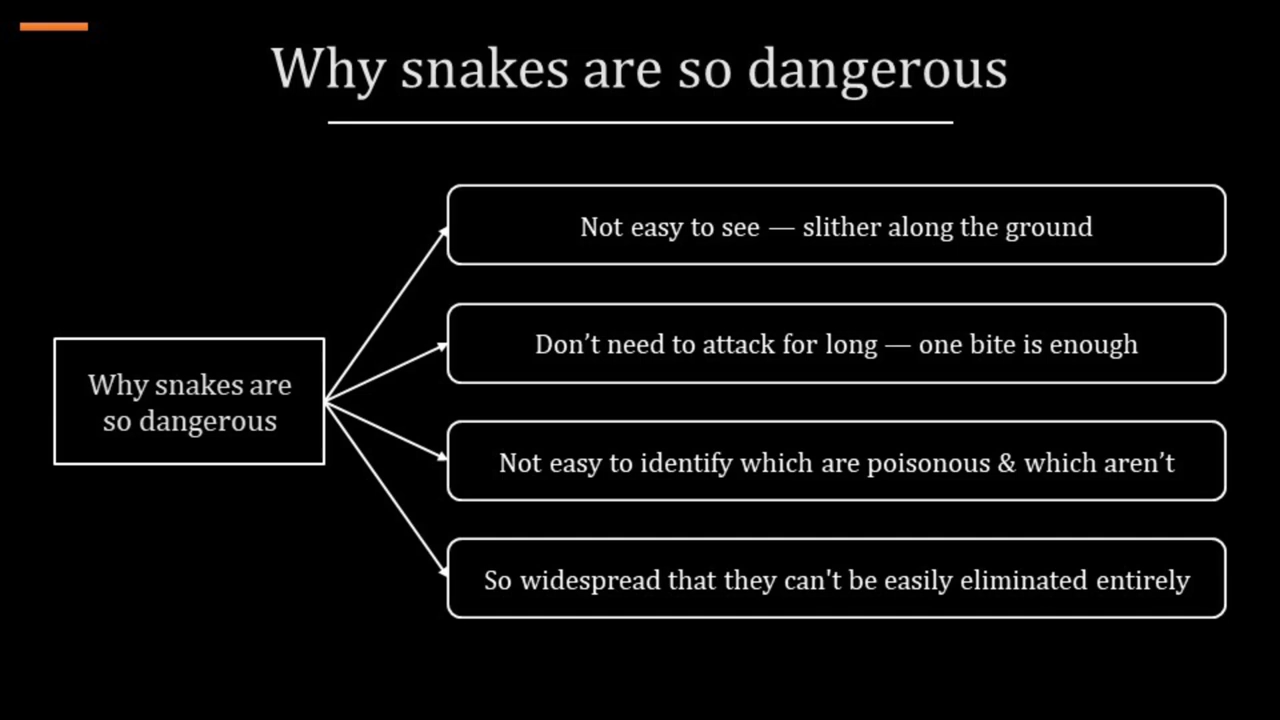 Why snakes are so dangerous
Why snakes are
so dangerous
Not easy to see — slither along the ground
Don’t need to attack for long — one bite is enough
Not easy to identify which are poisonous & which aren’t
So widespread that they can't be easily eliminated entirely